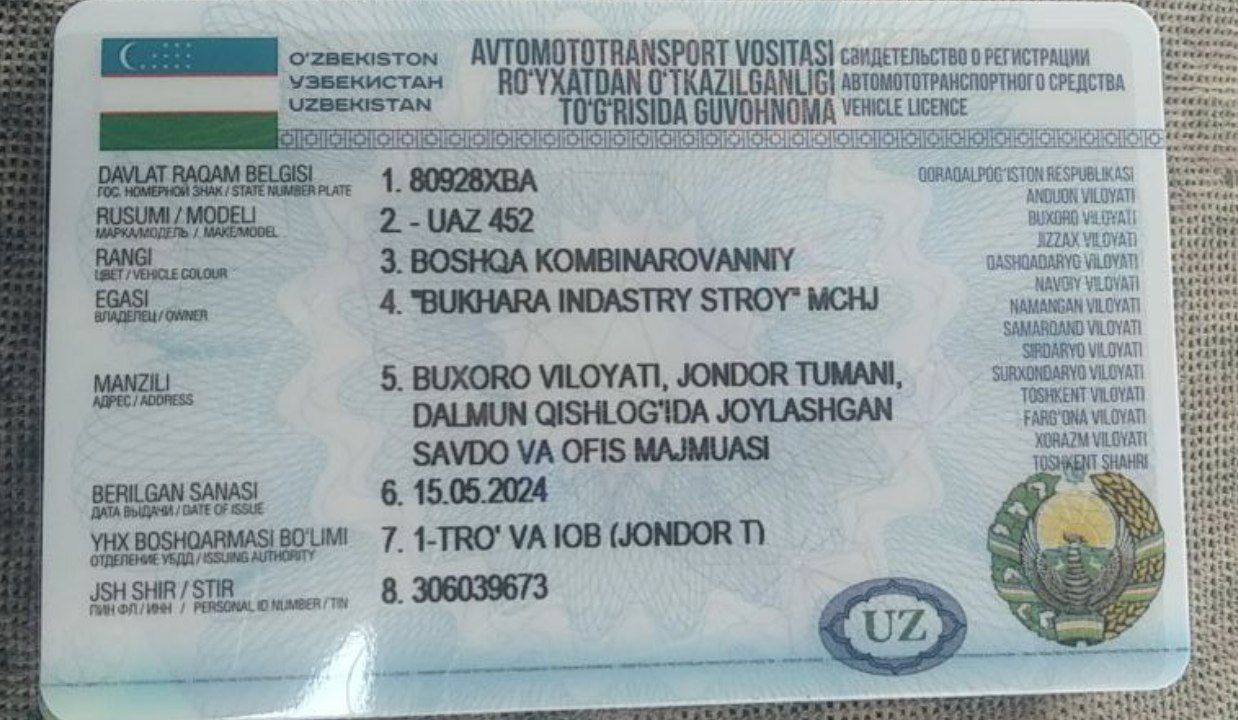 O'ZBEKISTON
УЗБЕКИСТАН
UZBEKISTAN
AVTOMOTOTRANSPORT VOSITASI
RO'YXATDAN O'TKAZILGANLIGI
TO'G'RISIDA GUVOHNOMA
СВИДЕТЕЛЬСТВО О РЕГИСТРАЦИИ
АВТОМОТОТРАНСПОРТНОГО СРЕДСТВА
VEHICLE LICENCE
DAVLAT RAQAM BELGISI
ГОС. НОМЕРНОЙ ЗНАК / STATE NUMBER PLATE
1. 80928XBA
RUSUMI / MODELI
МАРКА/МОДЕЛЬ / MAKE/MODEL
2. - UAZ 452
RANGI
ЦВЕТ / VEHICLE COLOUR
3. BOSHQA KOMBINAROVANNIY
EGASI
ВЛАДЕЛЕЦ / OWNER
4. "BUKHARA INDASTRY STROY" MCHJ
MANZILI
АДРЕС / ADDRESS
5. BUXORO VILOYATI, JONDOR TUMANI,
DALMUN QISHLOG'IDA JOYLASHGAN
SAVDO VA OFIS MAJMUASI
BERILGAN SANASI
ДАТА ВЫДАЧИ / DATE OF ISSUE
6. 15.05.2024
YHX BOSHQARMASI BO'LIMI
ОТДЕЛЕНИЕ УБДД / ISSUING AUTHORITY
7. 1-TRO' VA IOB (JONDOR T)
JSH SHIR / STIR
ПИН ФЛ / ИНН / PERSONAL ID NUMBER / TIN
8. 306039673
QORAQALPOG'ISTON RESPUBLIKASI
ANDIJON VILOYATI
BUXORO VILOYATI
JIZZAX VILOYATI
QASHQADARYO VILOYATI
NAVOIY VILOYATI
NAMANGAN VILOYATI
SAMARQAND VILOYATI
SIRDARYO VILOYATI
SURXONDARYO VILOYATI
TOSHKENT VILOYATI
FARG'ONA VILOYATI
XORAZM VILOYATI
TOSHKENT SHAHRI
UZ